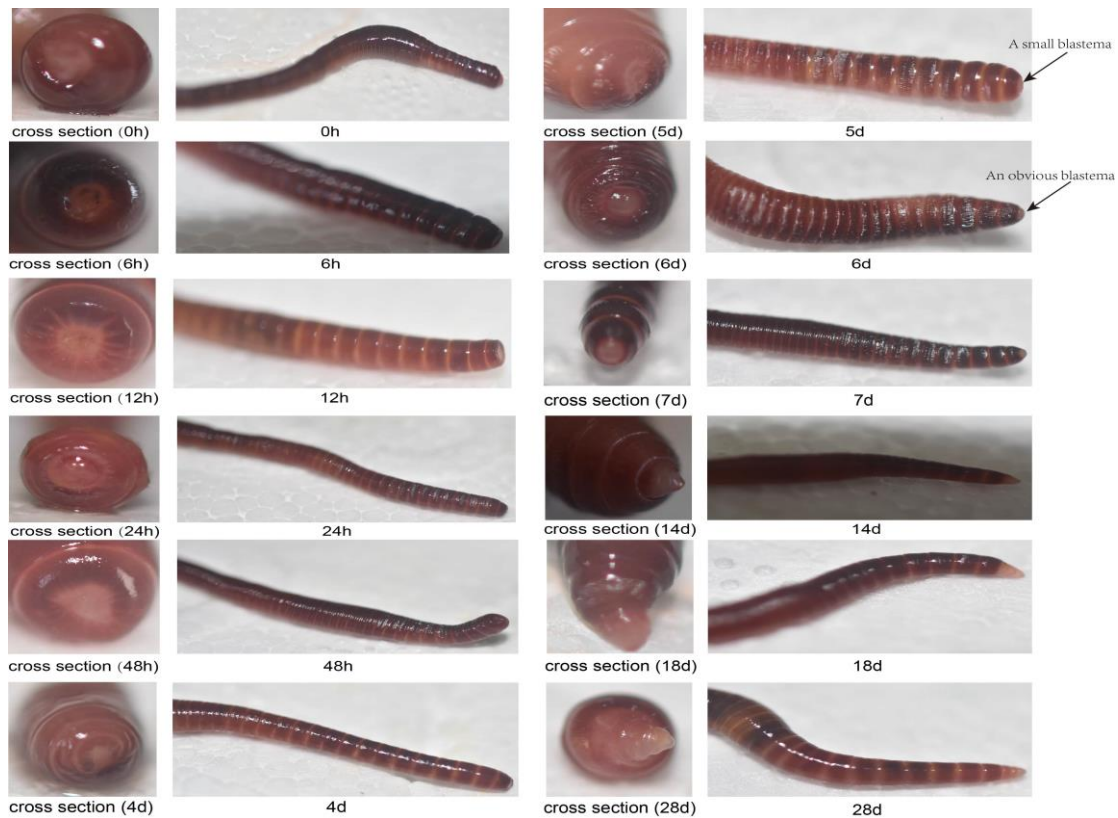 cross section (0h)
0h
cross section (6h)
6h
cross section (12h)
12h
cross section (24h)
24h
cross section (48h)
48h
cross section (4d)
4d
A small blastema
cross section (5d)
5d
An obvious blastema
cross section (6d)
6d
cross section (7d)
7d
cross section (14d)
14d
cross section (18d)
18d
cross section (28d)
28d